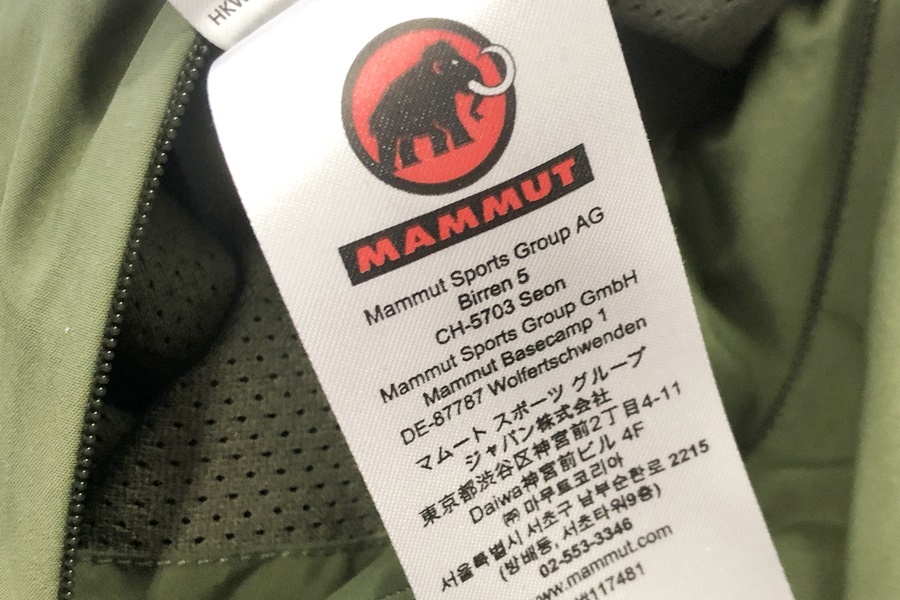 MAMMUT
Mammut Sports Group AG
Birren 5
CH-5703 Seon
Mammut Sports Group GmbH
Mammut Basecamp 1
DE-87787 Wolfertschwenden
マムート スポーツ グループ
ジャパン株式会社
東京都渋谷区神宮前2丁目4-11
Daiwa神宮前ビル 4F
㈜ 마무트코리아
서울특별시 서초구 남부순환로 2215
(방배동, 서초타워9층)
02-553-3346
www.mammut.com
#117481